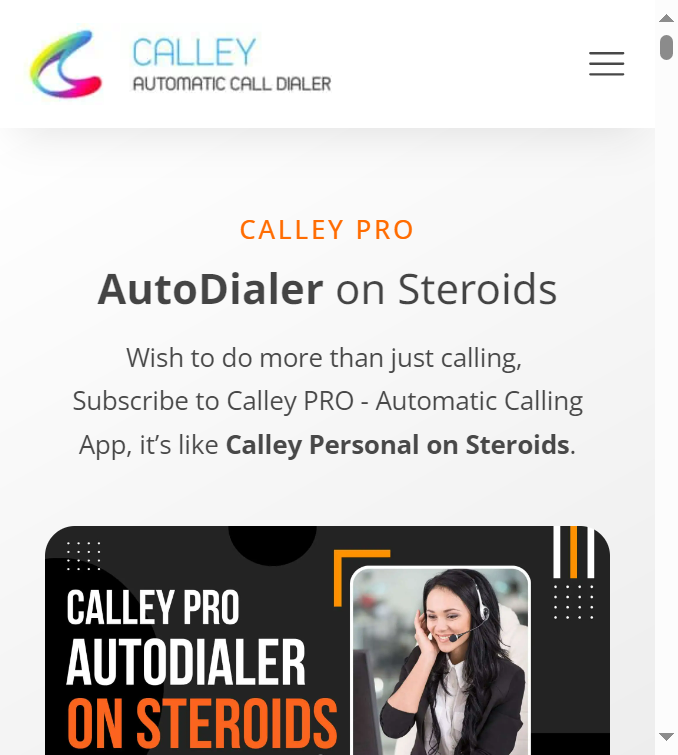 CALLEY
AUTOMATIC CALL DIALER
CALLEY PRO
AutoDialer on Steroids
Wish to do more than just calling,
Subscribe to Calley PRO - Automatic Calling
App, it’s like Calley Personal on Steroids.
CALLEY PRO
AUTODIALER
ON STEROIDS